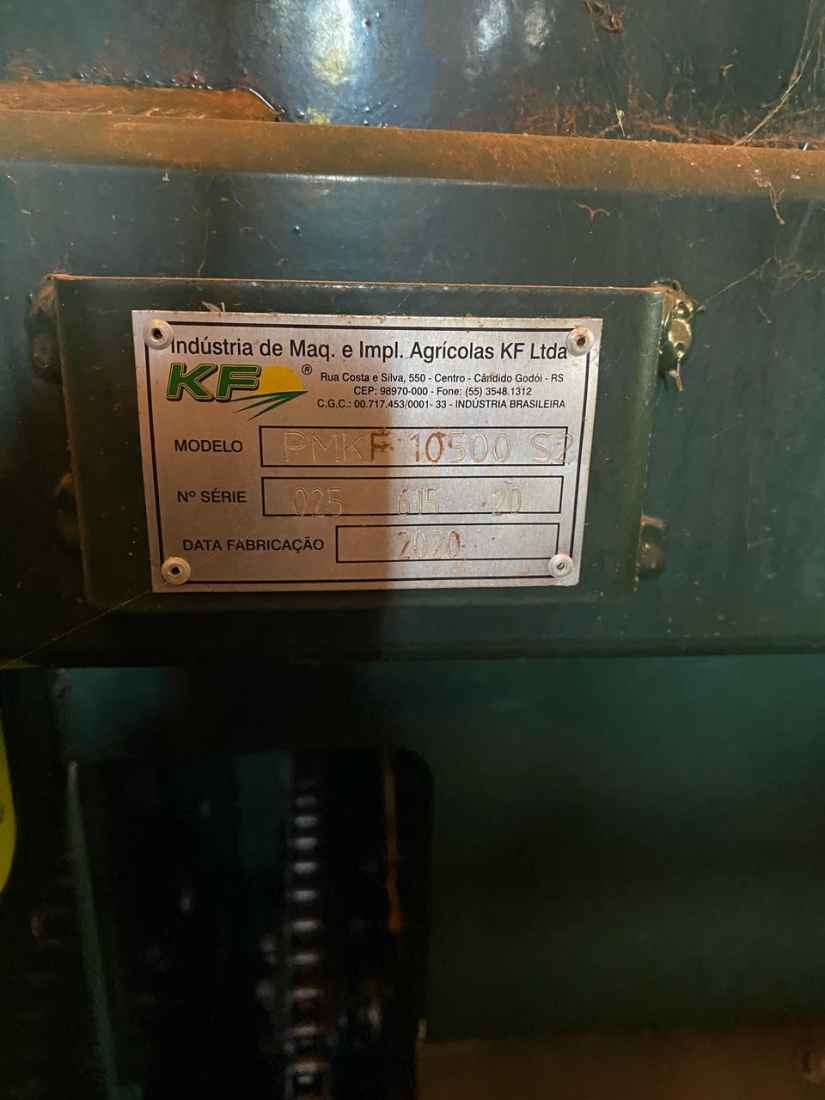 Indústria de Maq. e Impl. Agrícolas KF Ltda
KF ®
Rua Costa e Silva, 550 - Centro - Cândido Godói - RS
CEP: 98970-000 - Fone: (55) 3548.1312
C.G.C.: 00.717.453/0001- 33 - INDÚSTRIA BRASILEIRA
MODELO PMKF 10500 S2
Nº SÉRIE 025 615 20
DATA FABRICAÇÃO 2020